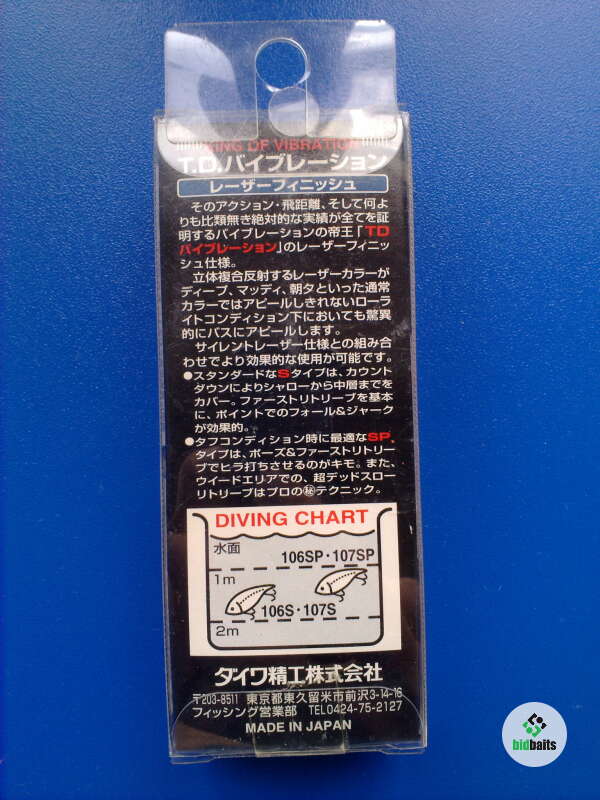 KING OF VIBRATION
T.D.バイブレーション
レーザーフィニッシュ
そのアクション・飛距離、そして何よ
りも比類無き絶対的な実績が全てを証
明するバイブレーションの帝王「TD
バイブレーション」のレーザーフィニッ
シュ仕様。
立体複合反射するレーザーカラーが
ディープ、マッディ、朝夕といった通常
カラーではアピールしきれないローラ
イトコンディション下においても驚異
的にバスにアピールします。
サイレントレーザー仕様との組み合
わせでより効果的な使用が可能です。
●スタンダードなSタイプは、カウント
ダウンによりシャローから中層までを
カバー。ファーストリトリーブを基本
に、ポイントでのフォール&ジャーク
が効果的。
●タフコンディション時に最適なSP
タイプは、ポーズ&ファーストリトリー
ブでヒラ打ちさせるのがキモ。また、
ウイードエリアでの、超デッドスロー
リトリーブはプロの㊙テクニック。
DIVING CHART
水面
106SP・107SP
1m
106S・107S
2m
ダイワ精工株式会社
〒203-8511 東京都東久留米市前沢3-14-16
フィッシング営業部 TEL0424-75-2127
MADE IN JAPAN
bidbaits